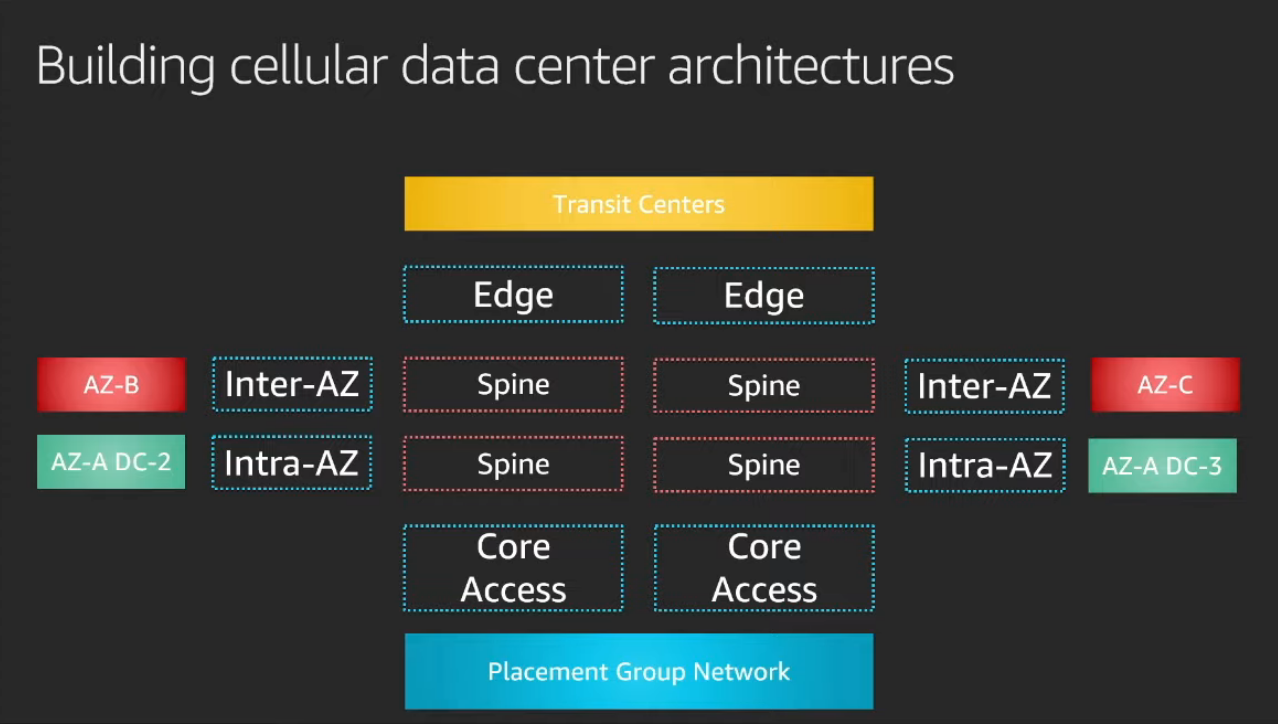 Building cellular data center architectures
Transit Centers
Edge Edge
AZ-B Inter-AZ Spine Spine Inter-AZ AZ-C
AZ-A DC-2 Intra-AZ Spine Spine Intra-AZ AZ-A DC-3
Core Core
Access Access
Placement Group Network